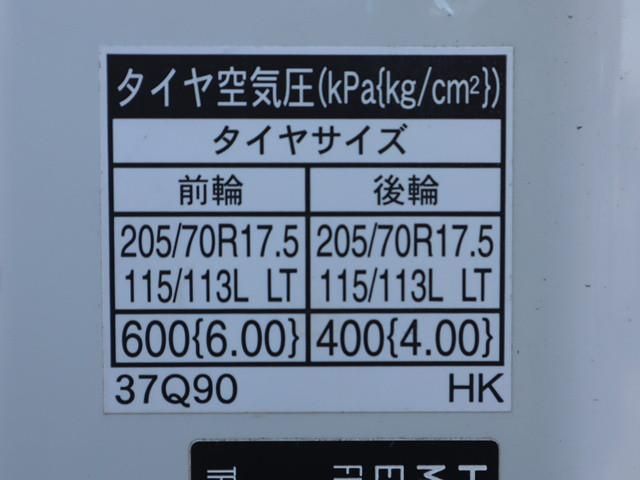 タイヤ空気圧(kPa{kg/cm²})
タイヤサイズ
前輪 後輪
205/70R17.5 205/70R17.5
115/113L LT 115/113L LT
600{6.00} 400{4.00}
37Q90 HK